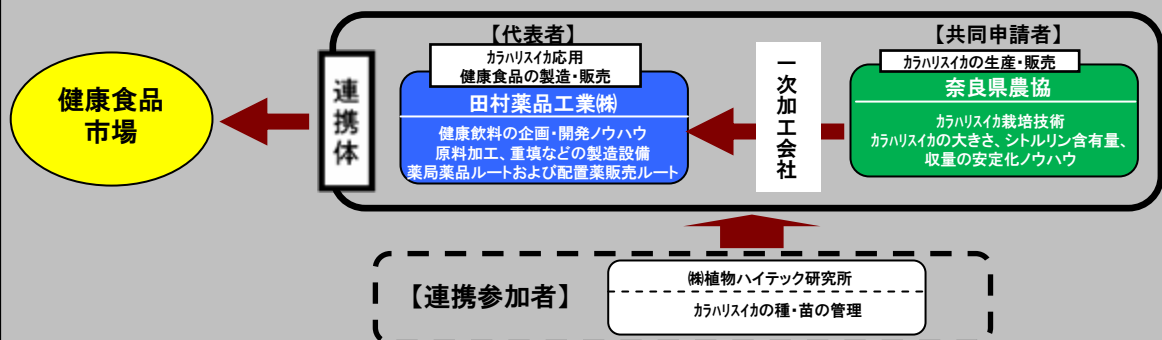 健康食品
市場
連携体
【代表者】
カラハリスイカ応用
健康食品の製造・販売
田村薬品工業㈱
健康飲料の企画・開発ノウハウ
原料加工、重填などの製造設備
薬局薬品ルートおよび配置薬販売ルート
一次加工会社
【共同申請者】
カラハリスイカの生産・販売
奈良県農協
カラハリスイカ栽培技術
カラハリスイカの大きさ、シトルリン含有量、
収量の安定化ノウハウ
【連携参加者】
㈱植物ハイテック研究所
カラハリスイカの種・苗の管理